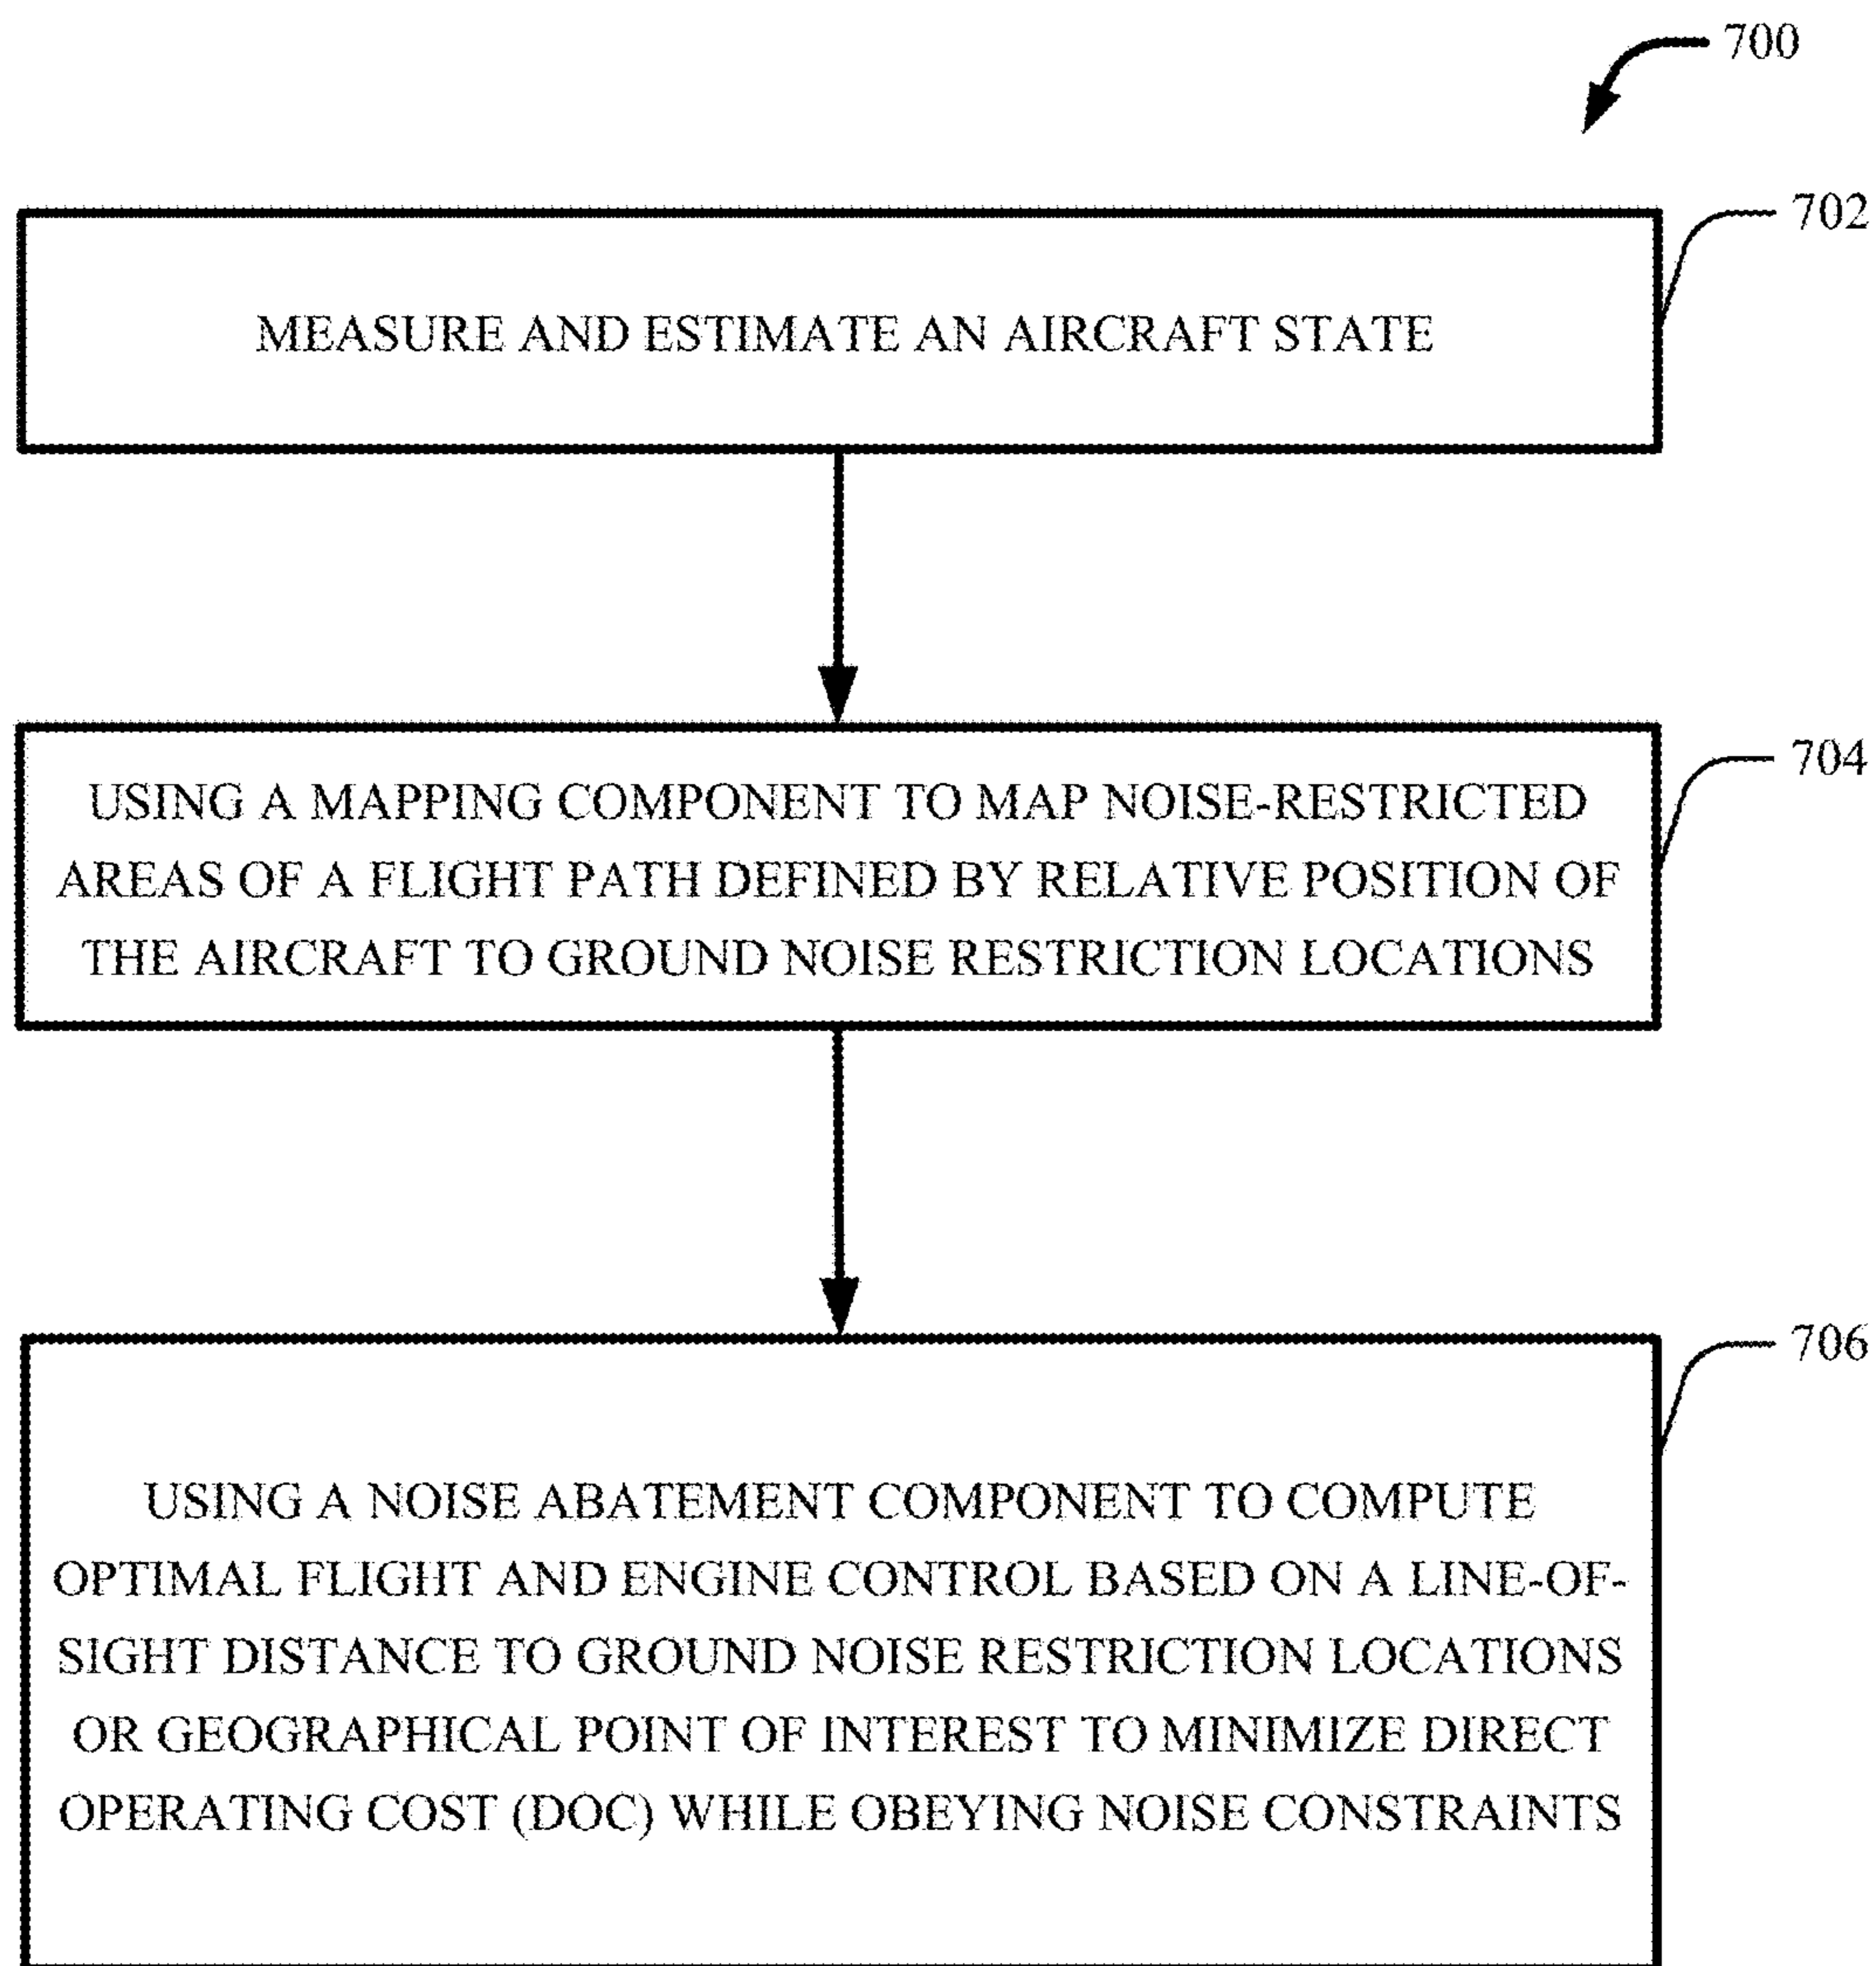 700
702
MEASURE AND ESTIMATE AN AIRCRAFT STATE
704
USING A MAPPING COMPONENT TO MAP NOISE-RESTRICTED
AREAS OF A FLIGHT PATH DEFINED BY RELATIVE POSITION OF
THE AIRCRAFT TO GROUND NOISE RESTRICTION LOCATIONS
706
USING A NOISE ABATEMENT COMPONENT TO COMPUTE
OPTIMAL FLIGHT AND ENGINE CONTROL BASED ON A LINE-OF-
SIGHT DISTANCE TO GROUND NOISE RESTRICTION LOCATIONS
OR GEOGRAPHICAL POINT OF INTEREST TO MINIMIZE DIRECT
OPERATING COST (DOC) WHILE OBEYING NOISE CONSTRAINTS